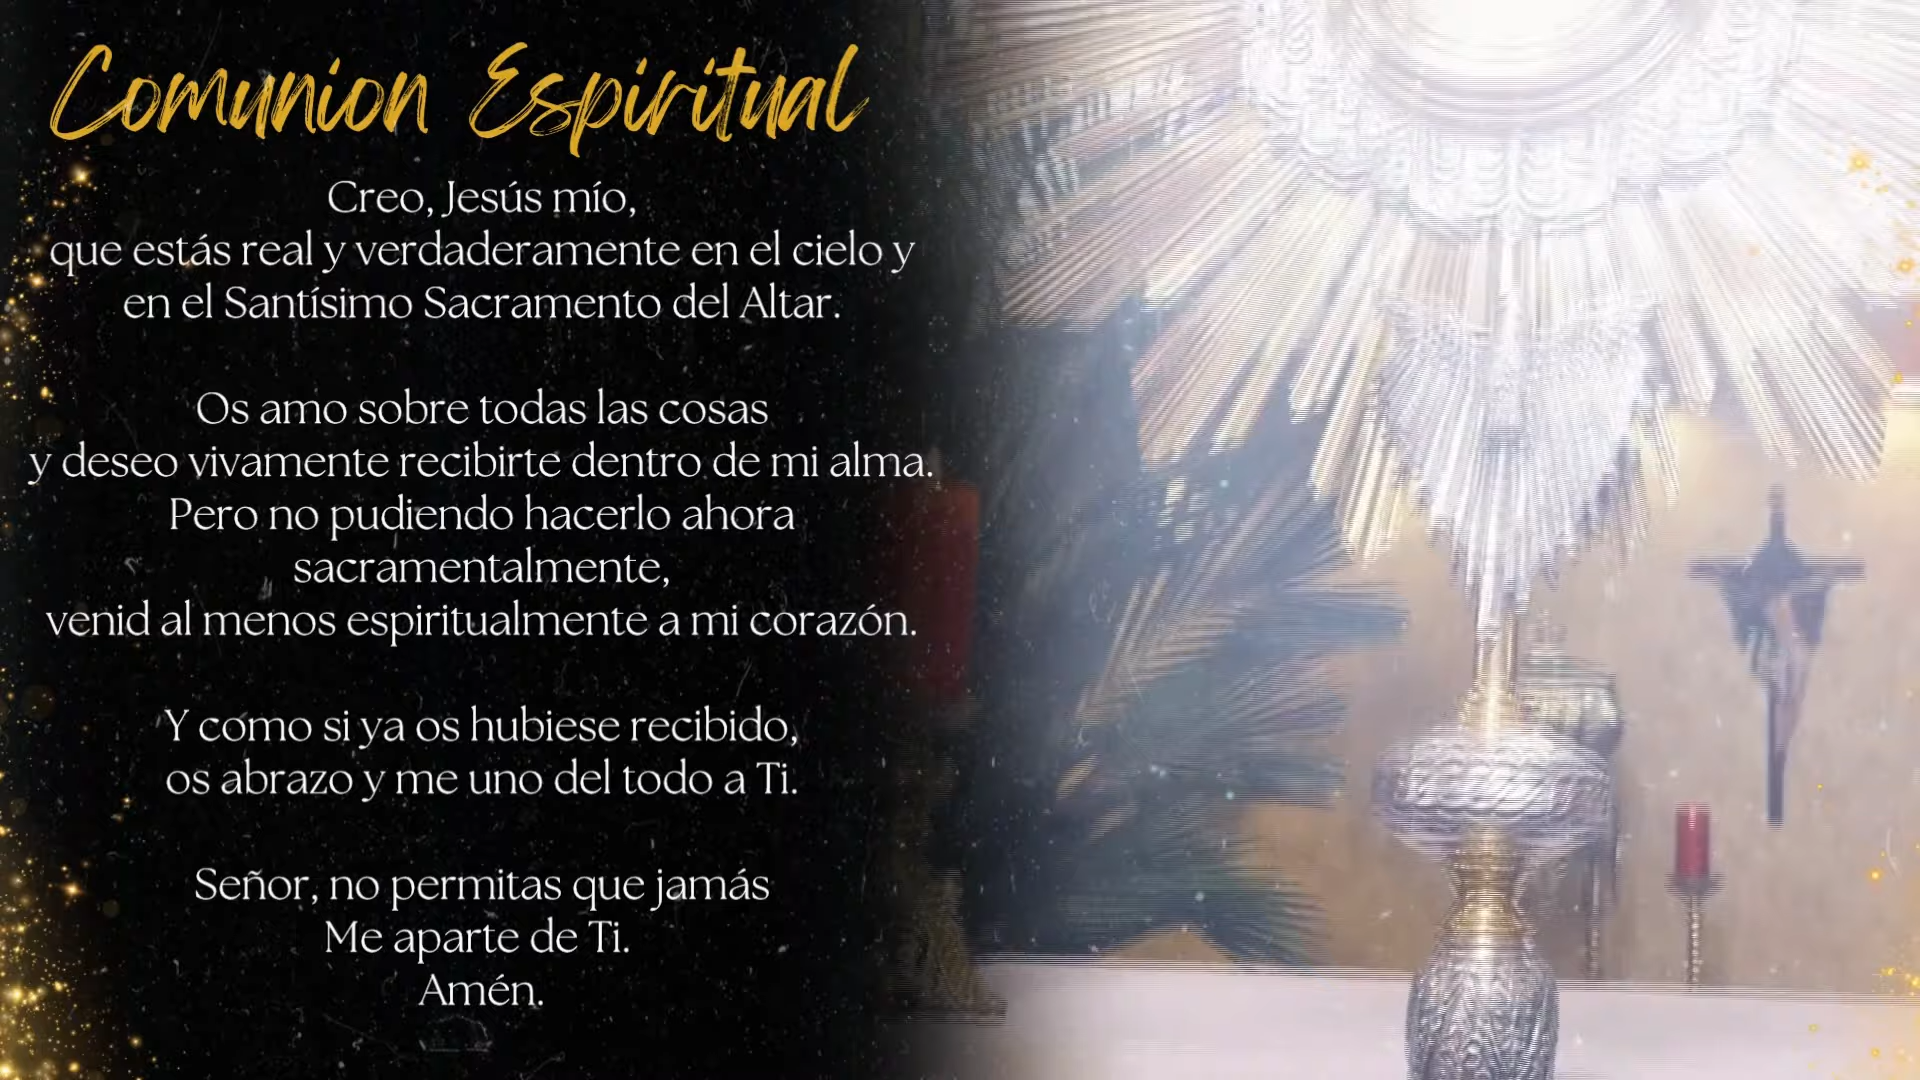 Comunion Espiritual
Creo, Jesús mío,
que estás real y verdaderamente en el cielo y
en el Santísimo Sacramento del Altar.
Os amo sobre todas las cosas
y deseo vivamente recibirte dentro de mi alma.
Pero no pudiendo hacerlo ahora
sacramentalmente,
venid al menos espiritualmente a mi corazón.
Y como si ya os hubiese recibido,
os abrazo y me uno del todo a Ti.
Señor, no permitas que jamás
Me aparte de Ti.
Amén.